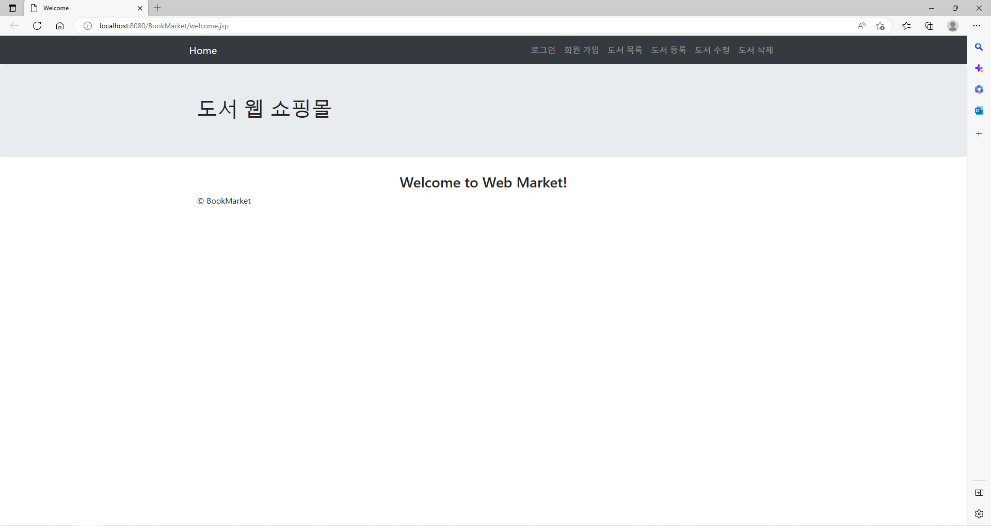 Welcome
localhost:8080/BookMarket/welcome.jsp
Home 로그인 회원 가입 도서 목록 도서 등록 도서 수정 도서 삭제
도서 웹 쇼핑몰
Welcome to Web Market!
© BookMarket